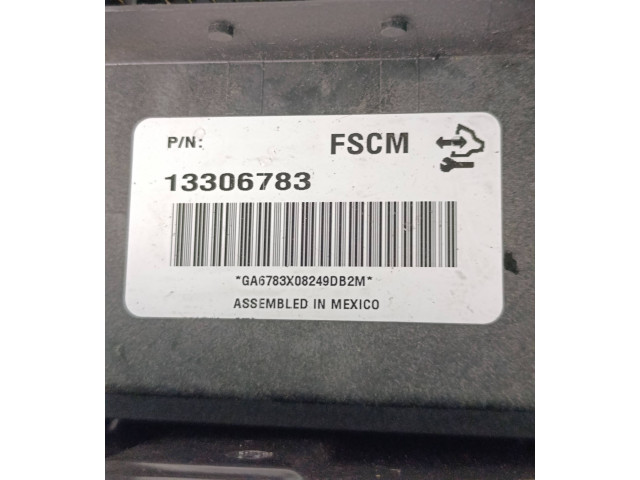 P/N: FSCM
13306783
*GA6783X08249DB2M*
ASSEMBLED IN MEXICO